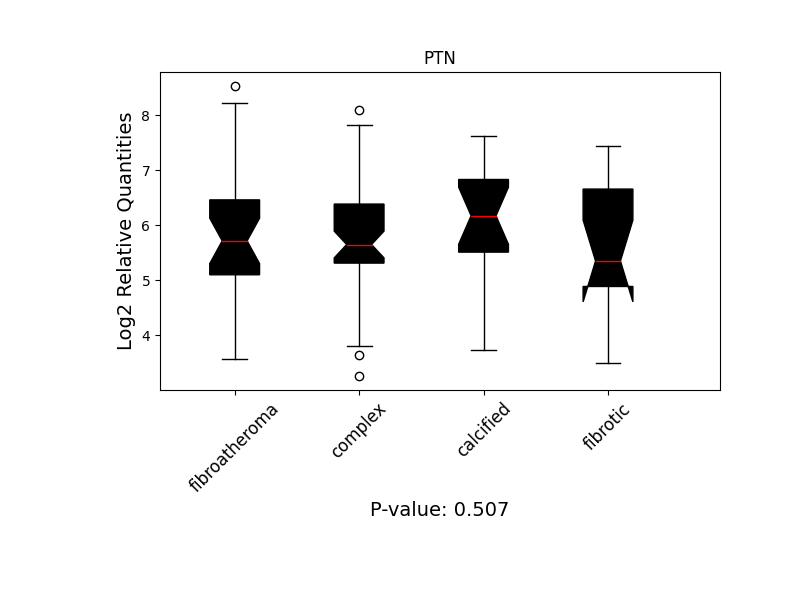 PTN
Log2 Relative Quantities
8
7
6
5
4
fibroatheroma
complex
calcified
fibrotic
P-value: 0.507